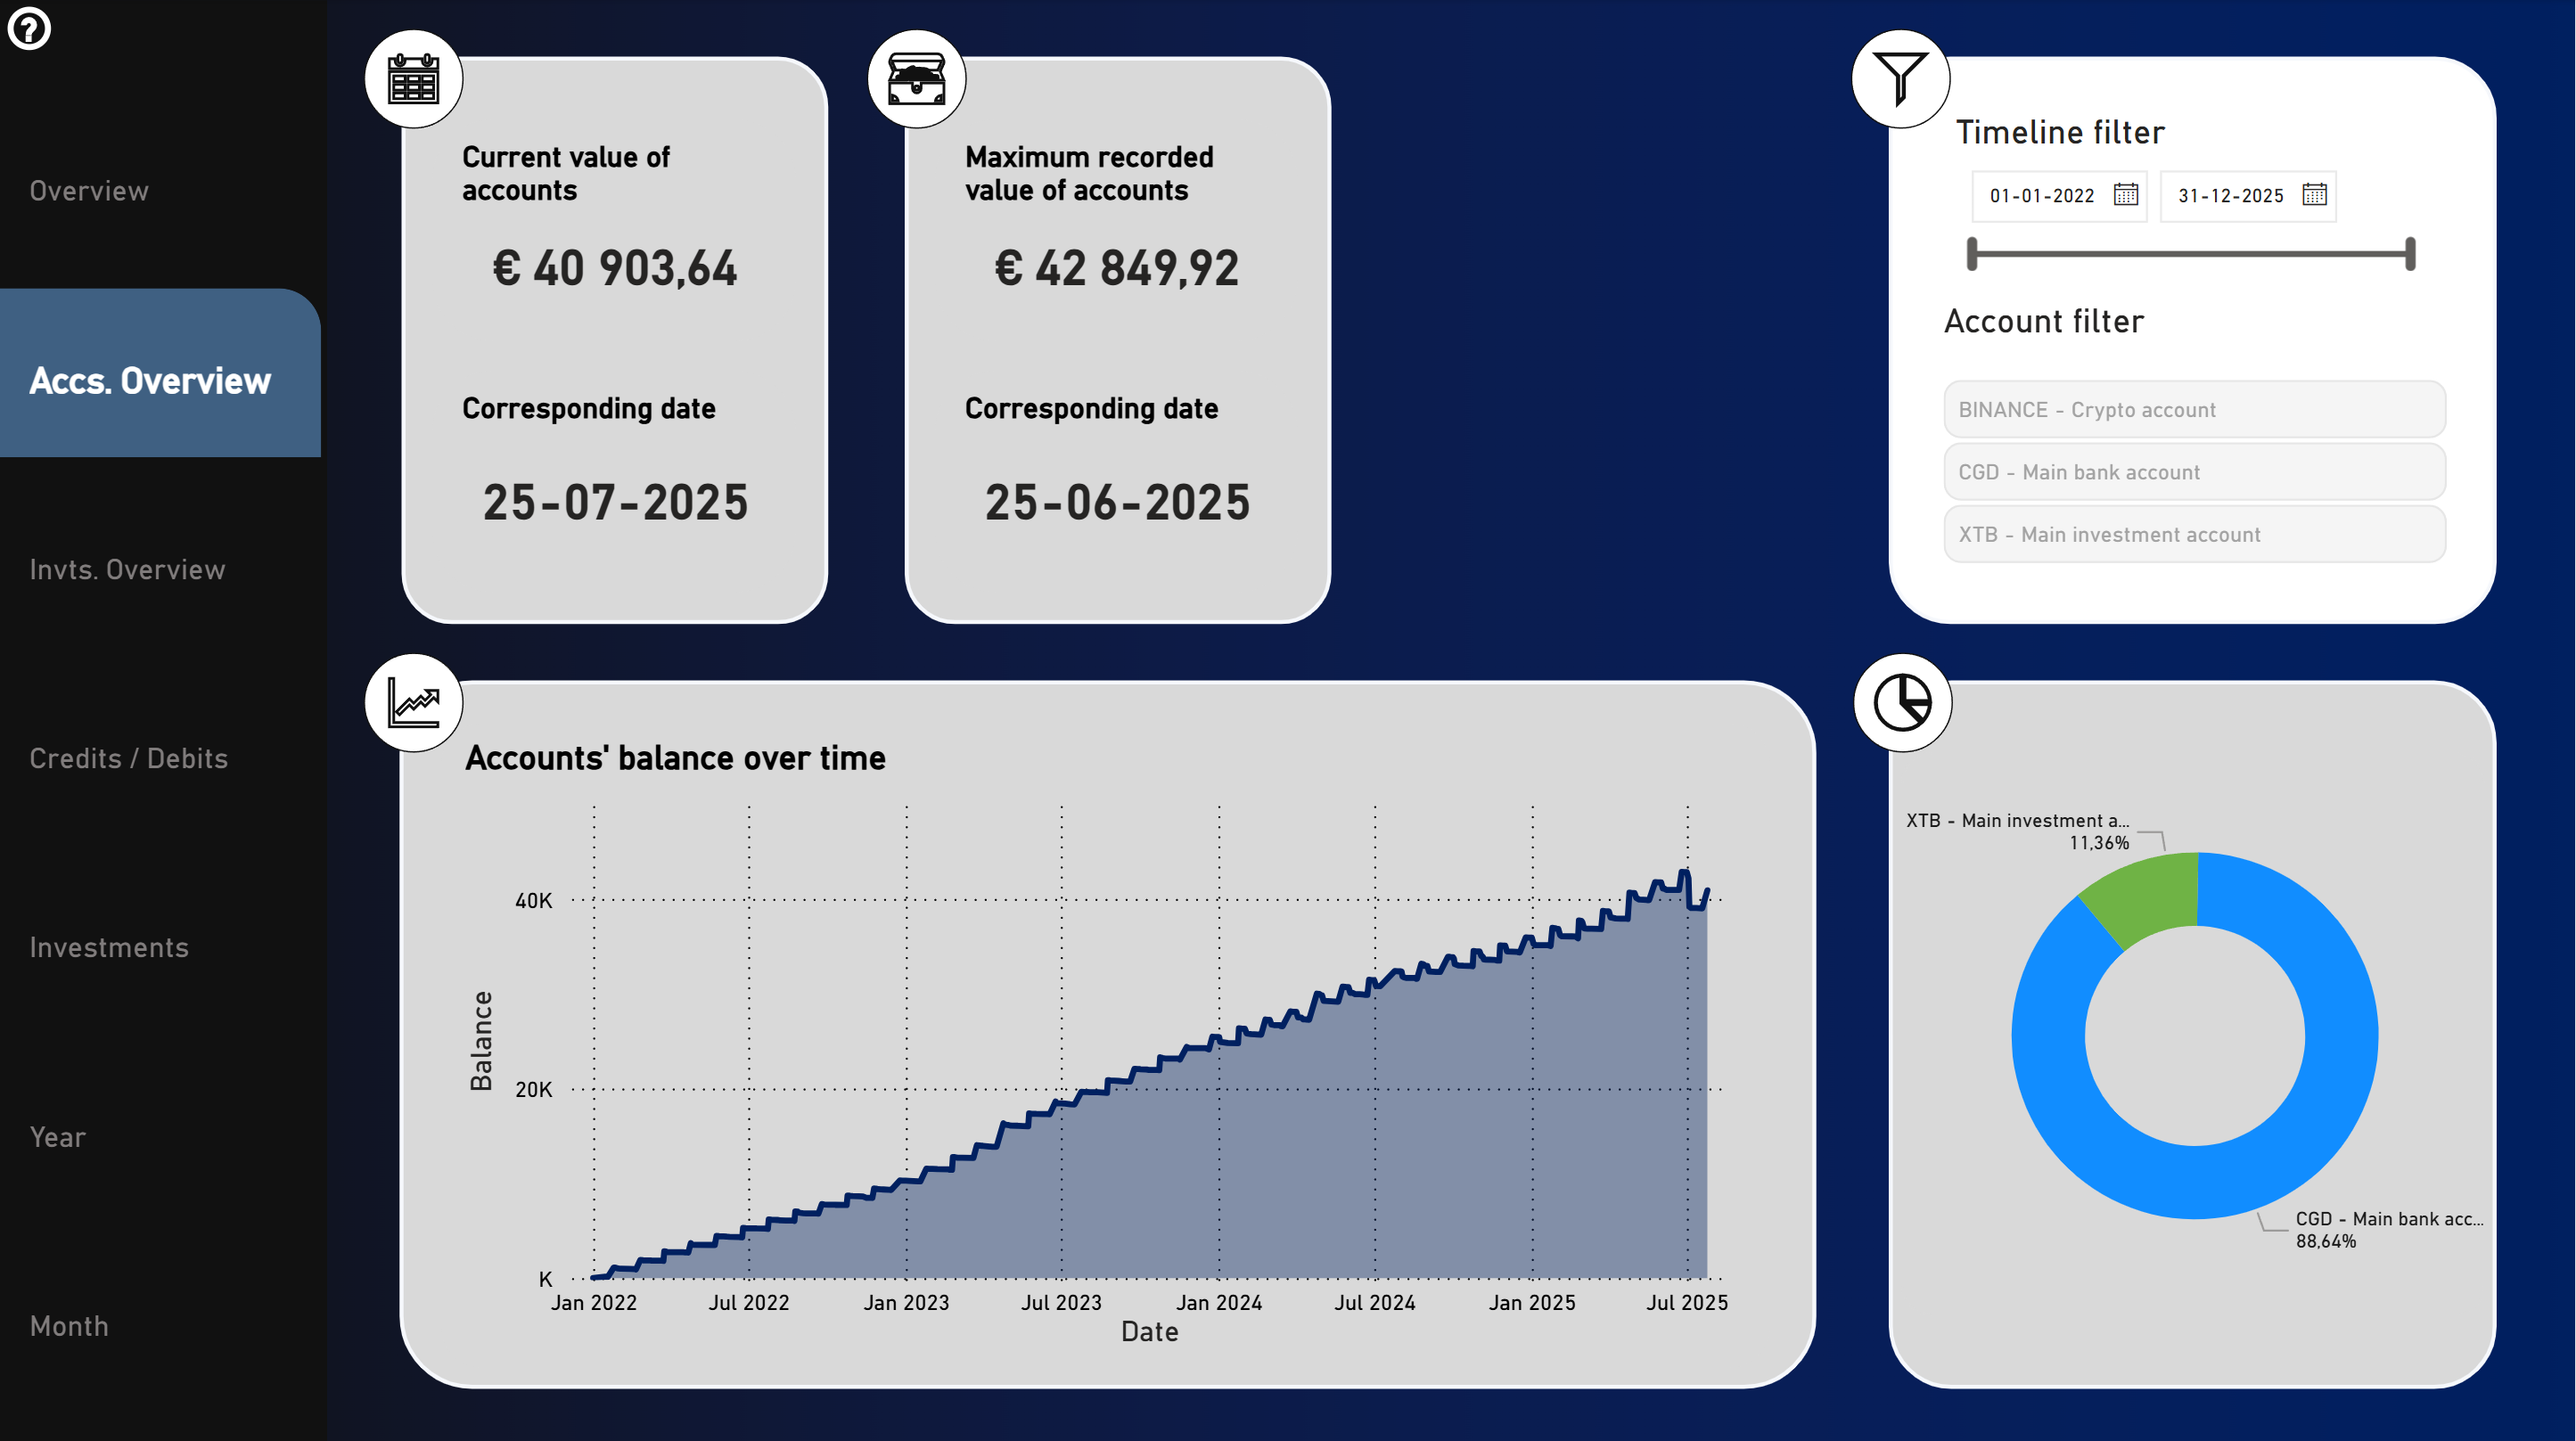 ?
Overview
Accs. Overview
Invts. Overview
Credits / Debits
Investments
Year
Month
Current value of
accounts
€ 40 903,64
Corresponding date
25-07-2025
Maximum recorded
value of accounts
€ 42 849,92
Corresponding date
25-06-2025
Timeline filter
01-01-2022
31-12-2025
Account filter
BINANCE - Crypto account
CGD - Main bank account
XTB - Main investment account
Accounts' balance over time
Balance
40K
20K
K
Jan 2022 Jul 2022 Jan 2023 Jul 2023 Jan 2024 Jul 2024 Jan 2025 Jul 2025
Date
XTB - Main investment a...
11,36%
CGD - Main bank acc...
88,64%